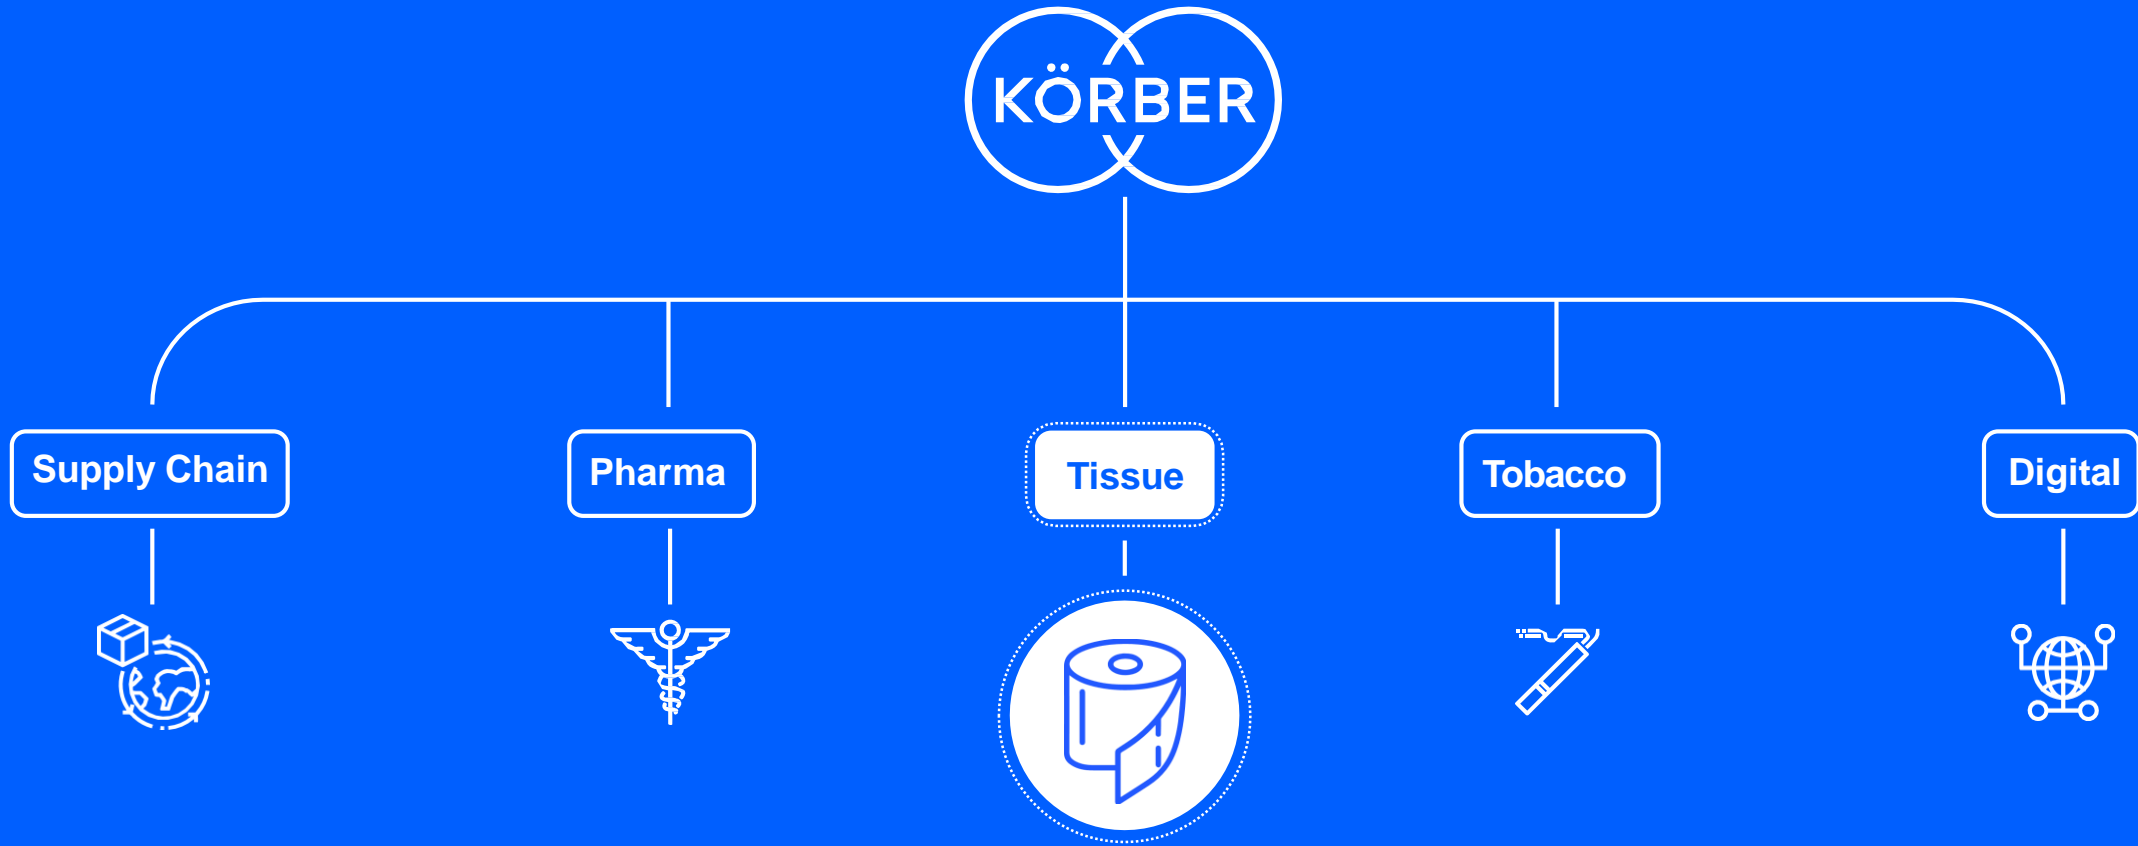 KÖRBER
Supply Chain
Pharma
Tissue
Tobacco
Digital